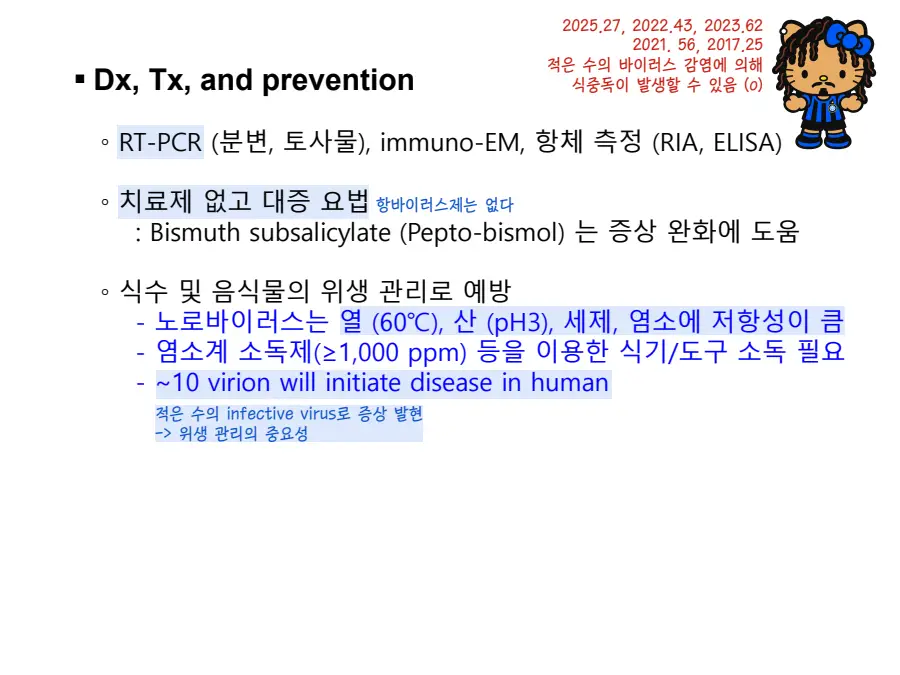 2025.27, 2022.43, 2023.62
2021. 56, 2017.25
적은 수의 바이러스 감염에 의해
식중독이 발생할 수 있음 (o)
▪ Dx, Tx, and prevention
◦ RT-PCR (분변, 토사물), immuno-EM, 항체 측정 (RIA, ELISA)
◦ 치료제 없고 대증 요법 항바이러스제는 없다
: Bismuth subsalicylate (Pepto-bismol) 는 증상 완화에 도움
◦ 식수 및 음식물의 위생 관리로 예방
- 노로바이러스는 열 (60℃), 산 (pH3), 세제, 염소에 저항성이 큼
- 염소계 소독제(≥1,000 ppm) 등을 이용한 식기/도구 소독 필요
- ~10 virion will initiate disease in human
적은 수의 infective virus로 증상 발현
-> 위생 관리의 중요성